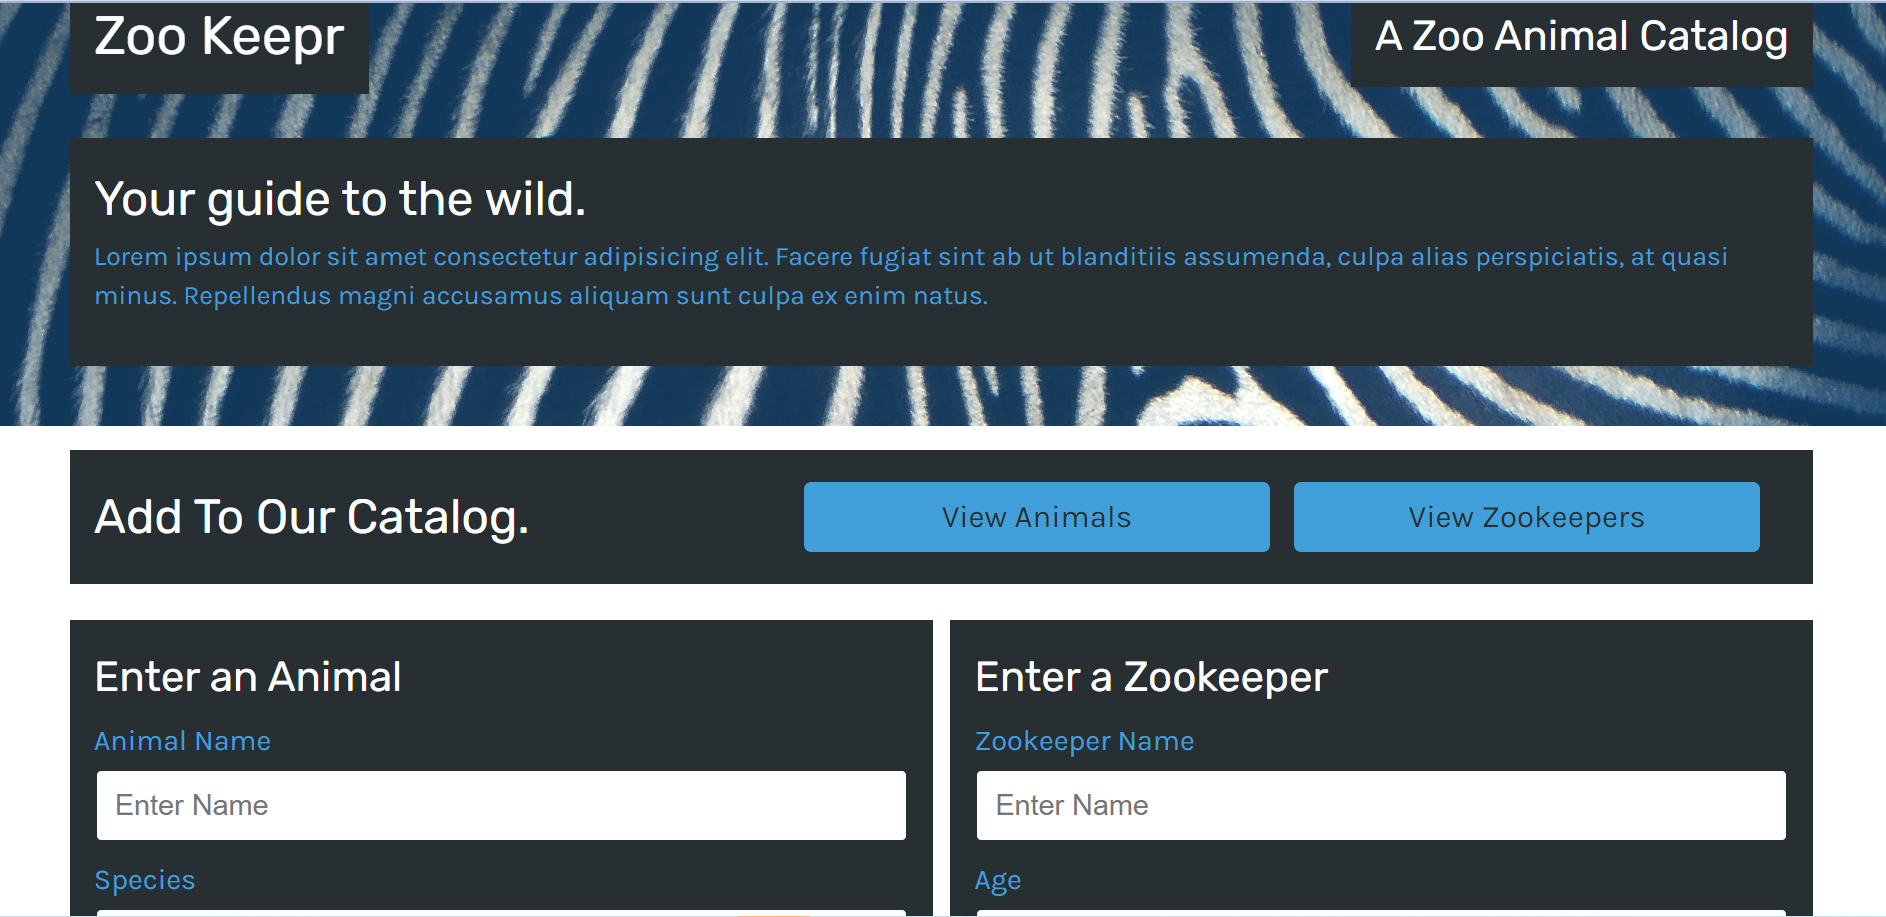 Zoo Keepr
A Zoo Animal Catalog
Your guide to the wild.
Lorem ipsum dolor sit amet consectetur adipisicing elit. Facere fugiat sint ab ut blanditiis assumenda, culpa alias perspiciatis, at quasi
minus. Repellendus magni accusamus aliquam sunt culpa ex enim natus.
Add To Our Catalog.
View Animals
View Zookeepers
Enter an Animal
Animal Name
Enter Name
Species
Enter a Zookeeper
Zookeeper Name
Enter Name
Age